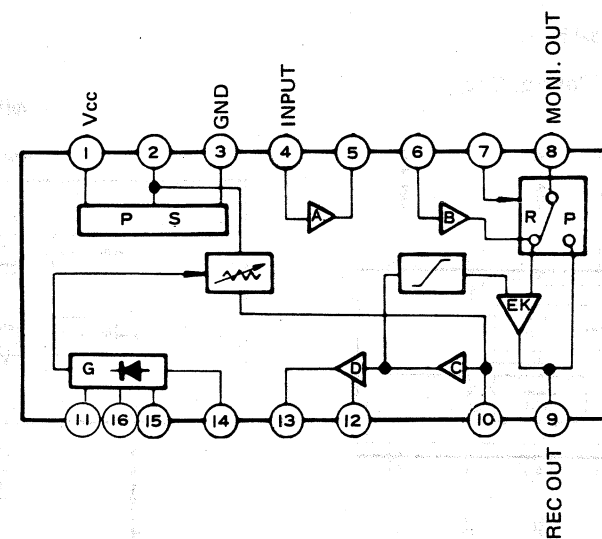 Vcc
GND
INPUT
MONI. OUT
1 2 3 4 5 6 7 8
P S
A
B
R P
EK
G
D
C
11 16 15 14 13 12 10 9
REC OUT